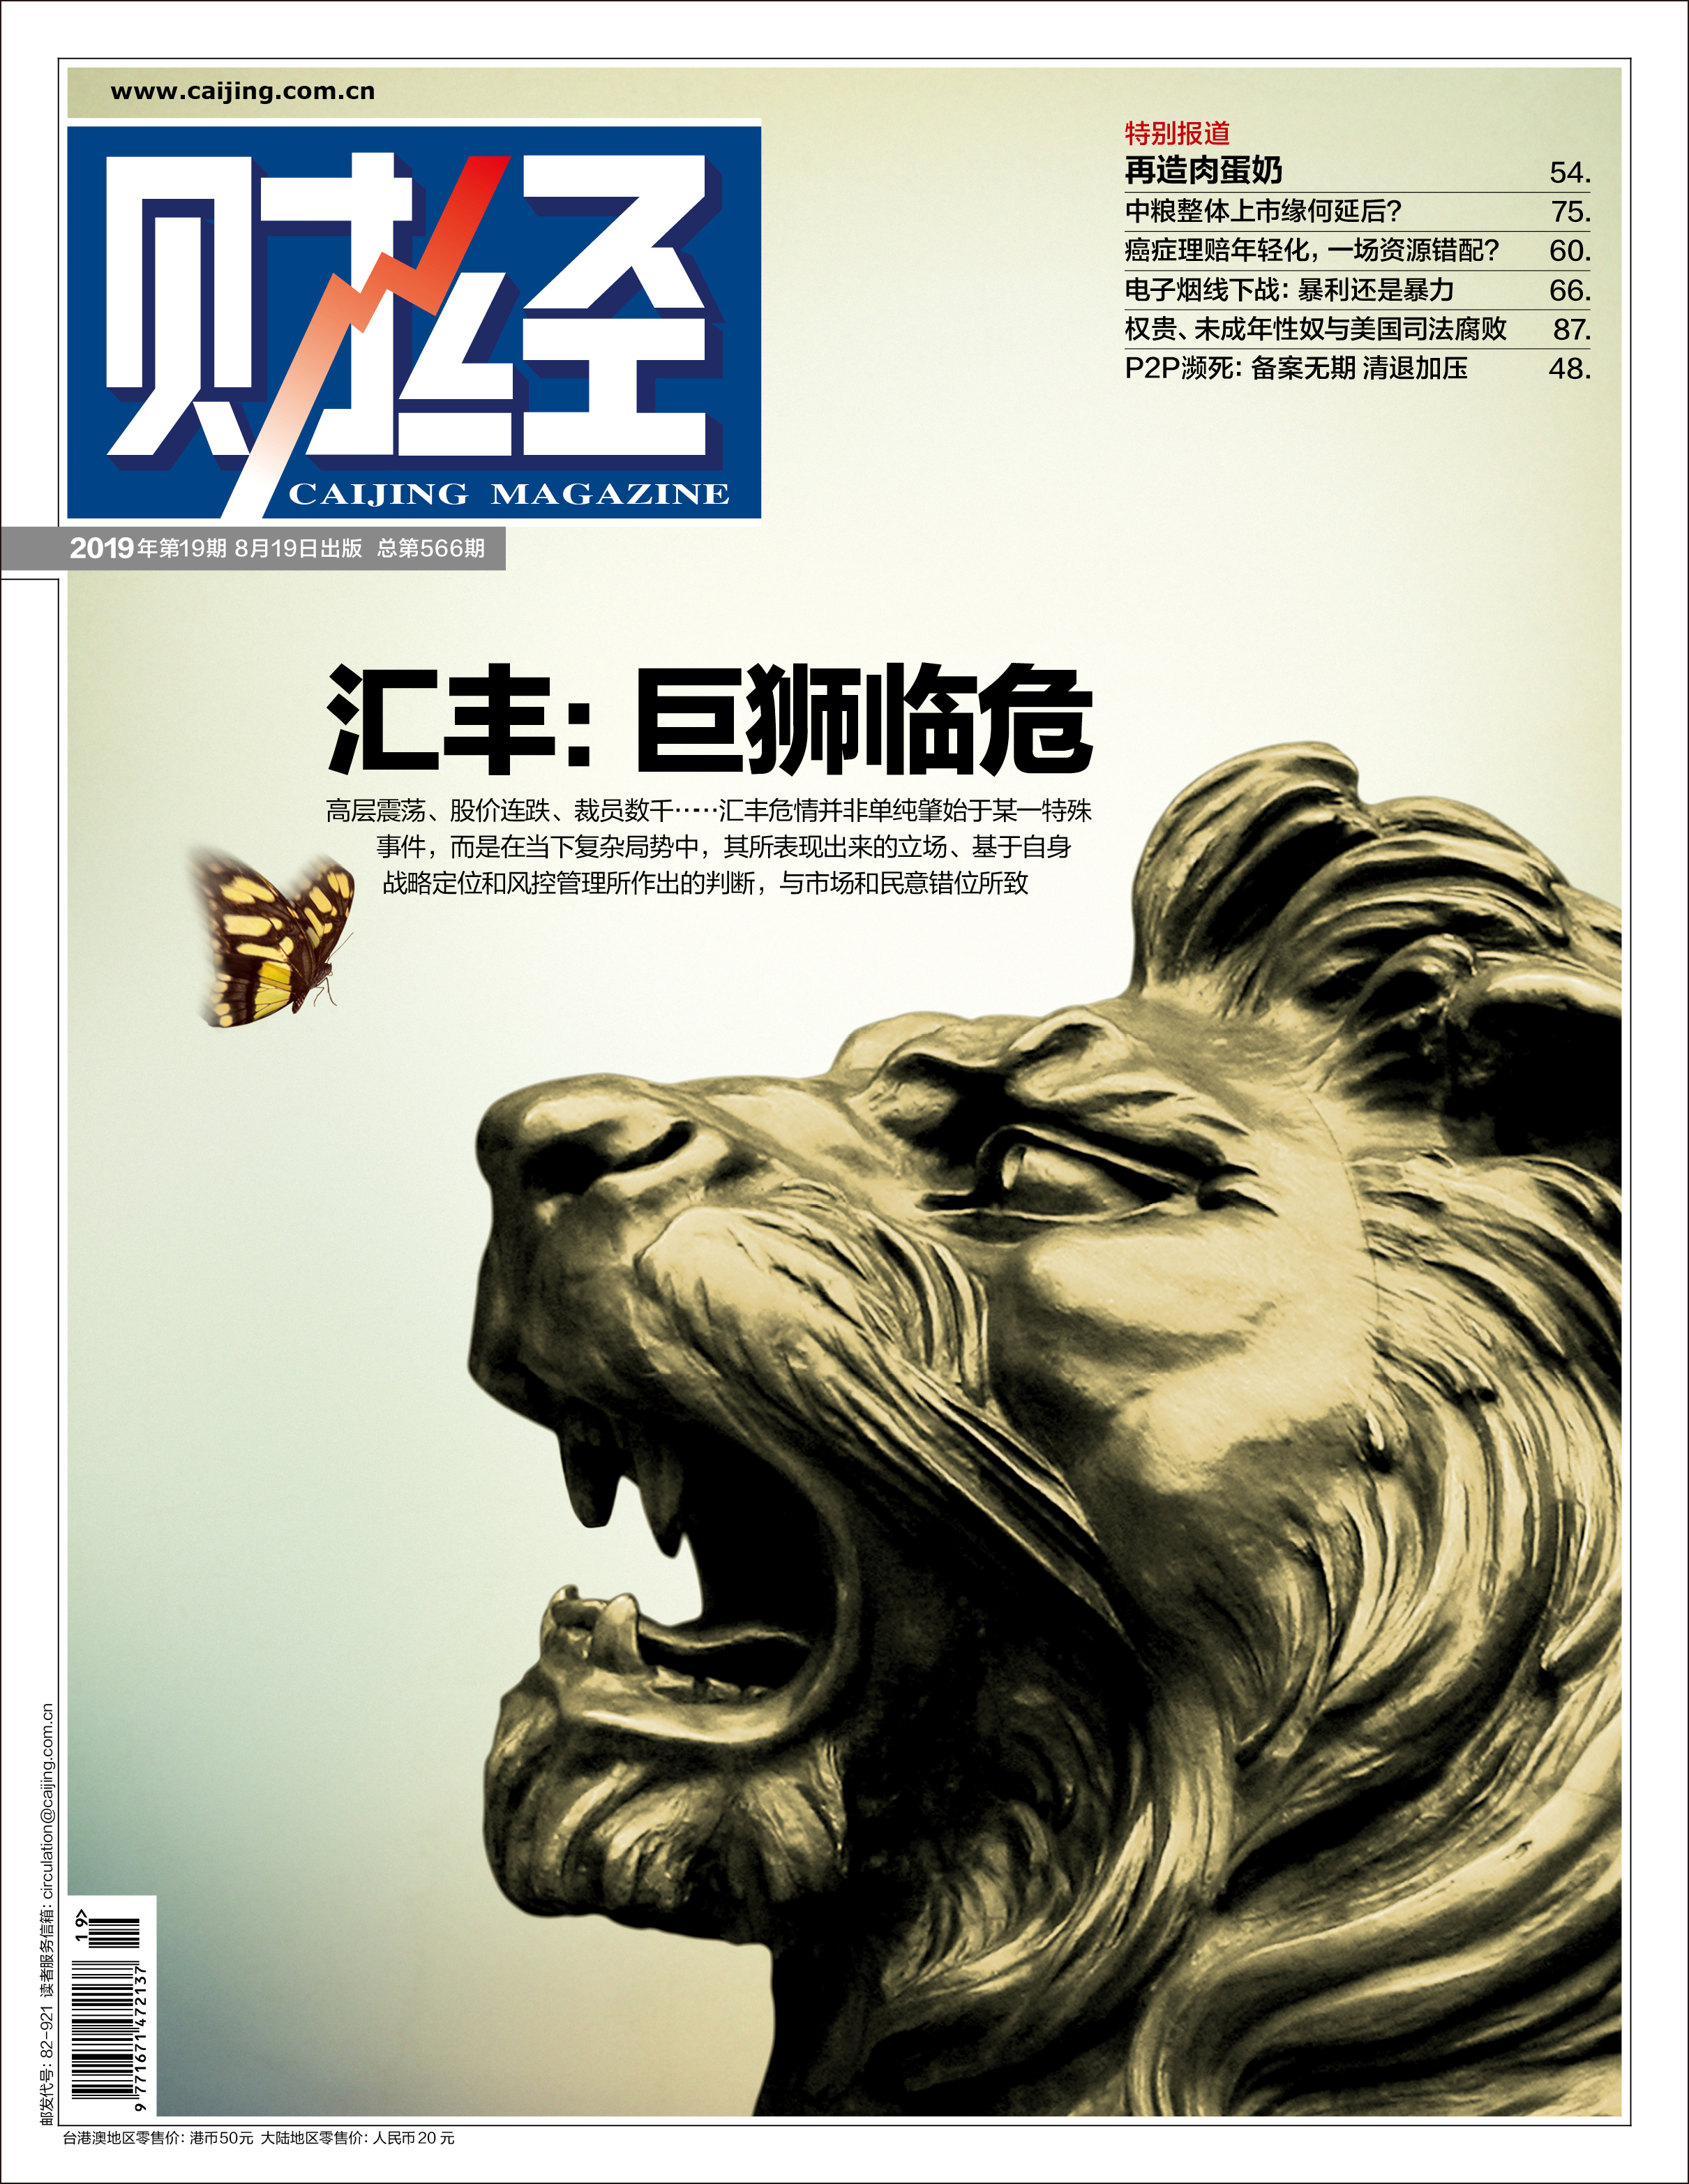 www.caijing.com.cn
财经
CAIJING MAGAZINE
2019年第19期 8月19日出版 总第566期
特别报道
再造肉蛋奶 54.
中粮整体上市缘何延后? 75.
癌症理赔年轻化，一场资源错配? 60.
电子烟线下战：暴利还是暴力 66.
权贵、未成年性奴与美国司法腐败 87.
P2P濒死：备案无期 清退加压 48.
汇丰：巨狮临危
高层震荡、股价连跌、裁员数千……汇丰危情并非单纯肇始于某一特殊
事件，而是在当下复杂局势中，其所表现出来的立场、基于自身
战略定位和风控管理所作出的判断，与市场和民意错位所致
邮发代号：82-921 读者服务信箱：circulation@caijing.com.cn
19>
9 771671 472137
台港澳地区零售价：港币50元 大陆地区零售价：人民币20元